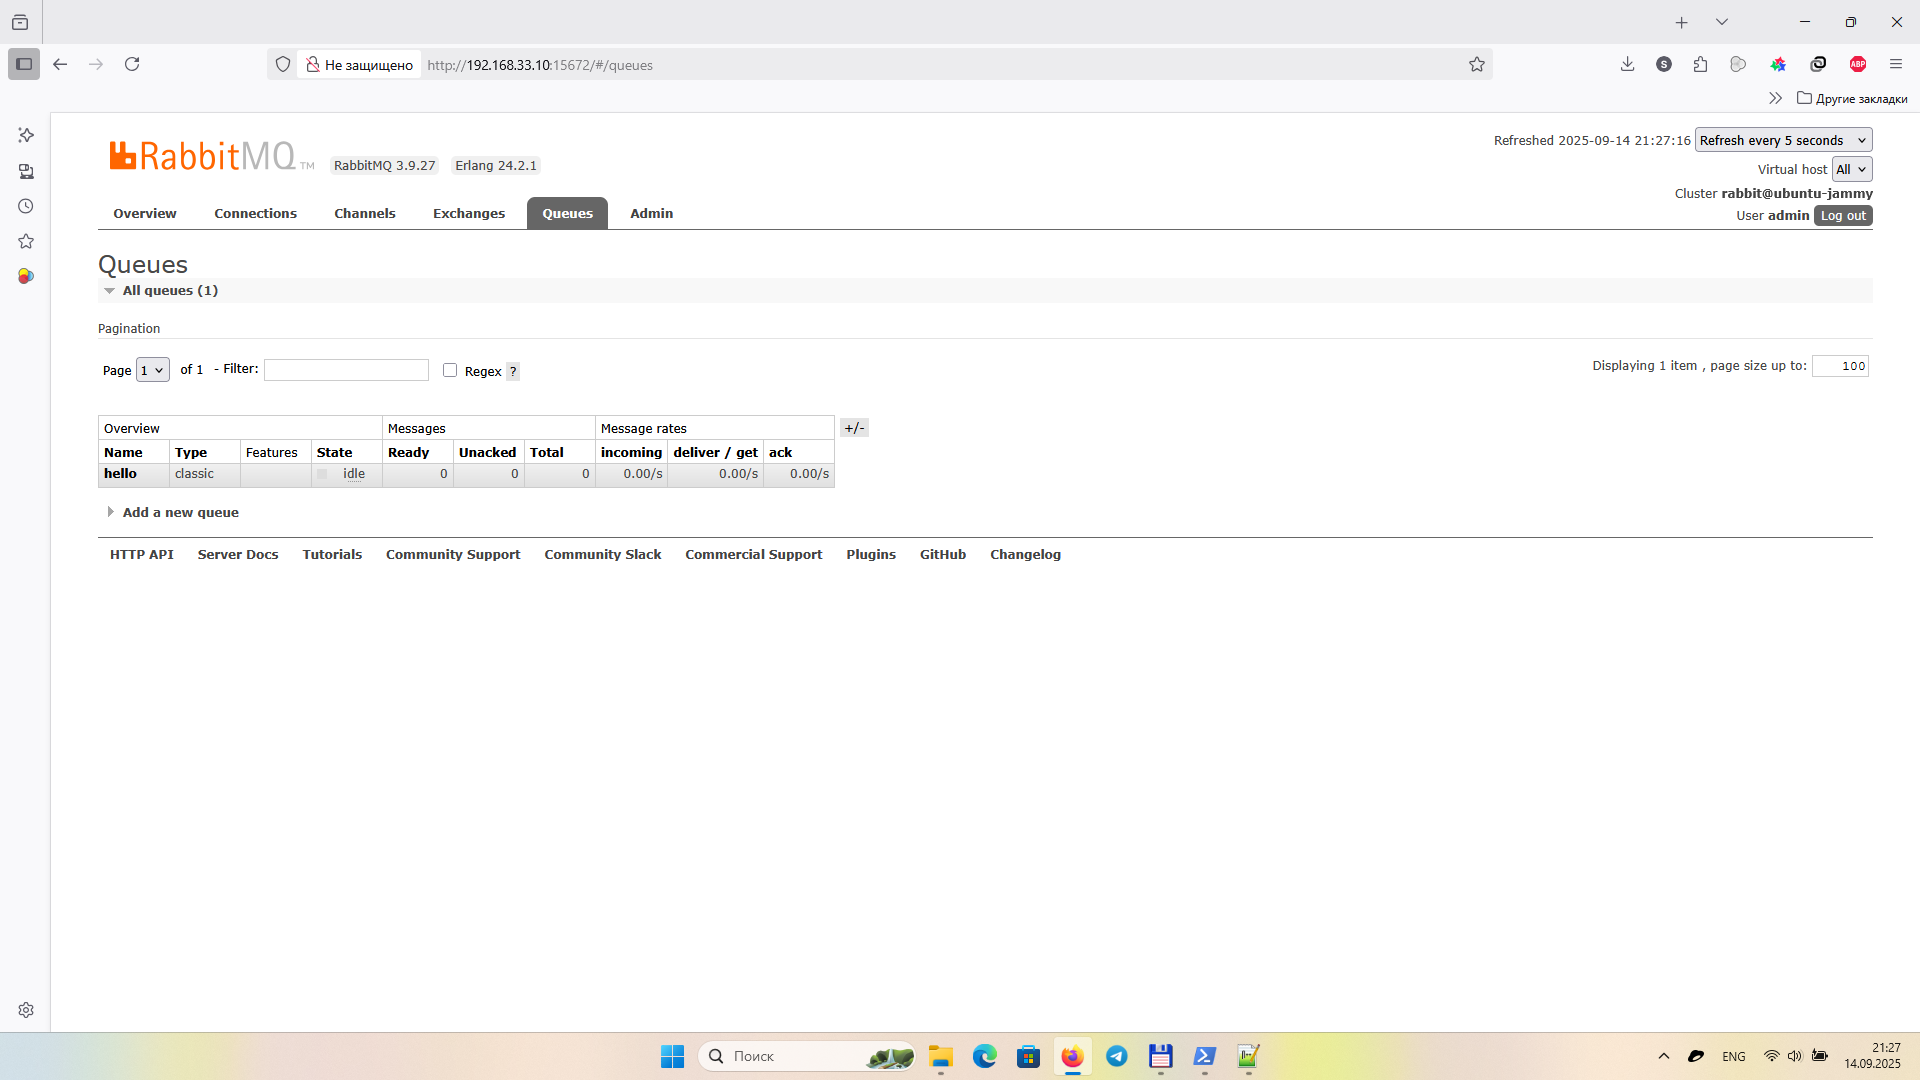 Не защищено http://192.168.33.10:15672/#/queues
S ABP
Другие закладки
RabbitMQ TM RabbitMQ 3.9.27 Erlang 24.2.1
Refreshed 2025-09-14 21:27:16 Refresh every 5 seconds
Virtual host All
Cluster rabbit@ubuntu-jammy
User admin Log out
Overview Connections Channels Exchanges Queues Admin
Queues
All queues (1)
Pagination
Page 1 of 1 - Filter: Regex ? Displaying 1 item , page size up to: 100
Overview Messages Message rates +/-
Name Type Features State Ready Unacked Total incoming deliver / get ack
hello classic idle 0 0 0 0.00/s 0.00/s 0.00/s
Add a new queue
HTTP API Server Docs Tutorials Community Support Community Slack Commercial Support Plugins GitHub Changelog
Поиск ENG 21:27
14.09.2025